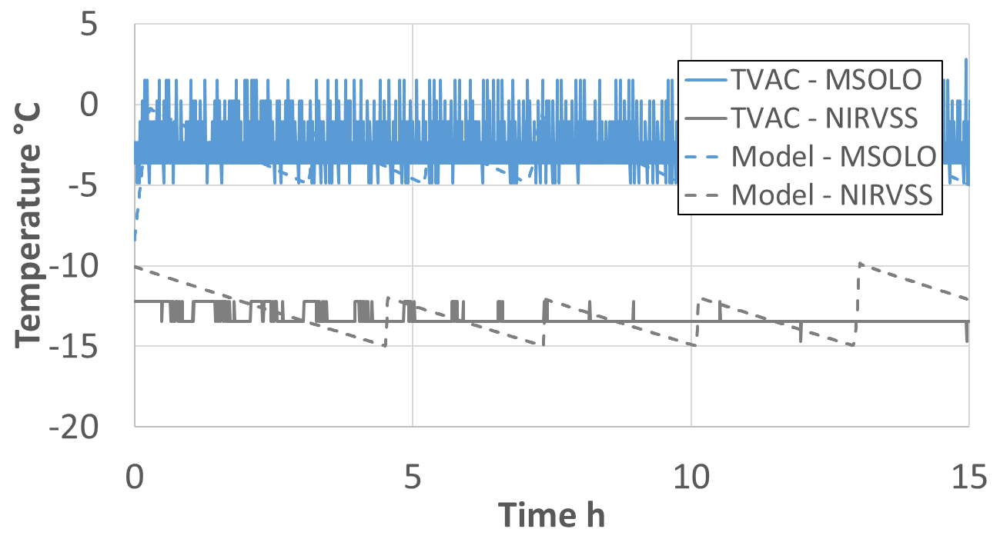 5
0
-5
-10
-15
-20
Temperature °C
TVAC - MSOLO
TVAC - NIRVSS
Model - MSOLO
Model - NIRVSS
0 5 10 15
Time h